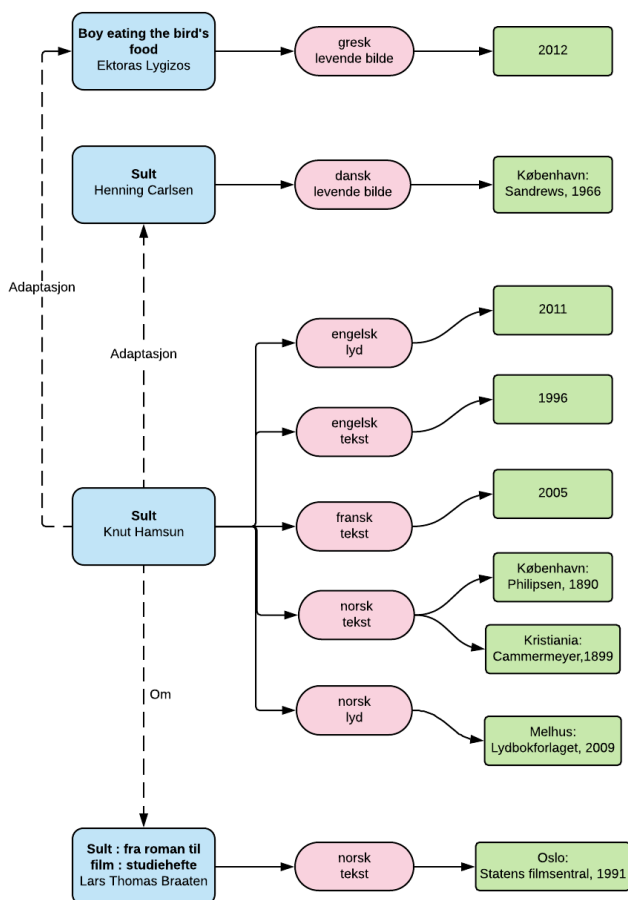 Boy eating the bird's
food
Ektoras Lygizos
gresk
levende bilde
2012
Sult
Henning Carlsen
dansk
levende bilde
København:
Sandrews, 1966
Adaptasjon
Adaptasjon
engelsk
lyd
2011
engelsk
tekst
1996
Sult
Knut Hamsun
fransk
tekst
2005
norsk
tekst
København:
Philipsen, 1890
Kristiania:
Cammermeyer,1899
Om
norsk
lyd
Melhus:
Lydbokforlaget, 2009
Sult : fra roman til
film : studiehefte
Lars Thomas Braaten
norsk
tekst
Oslo:
Statens filmsentral, 1991